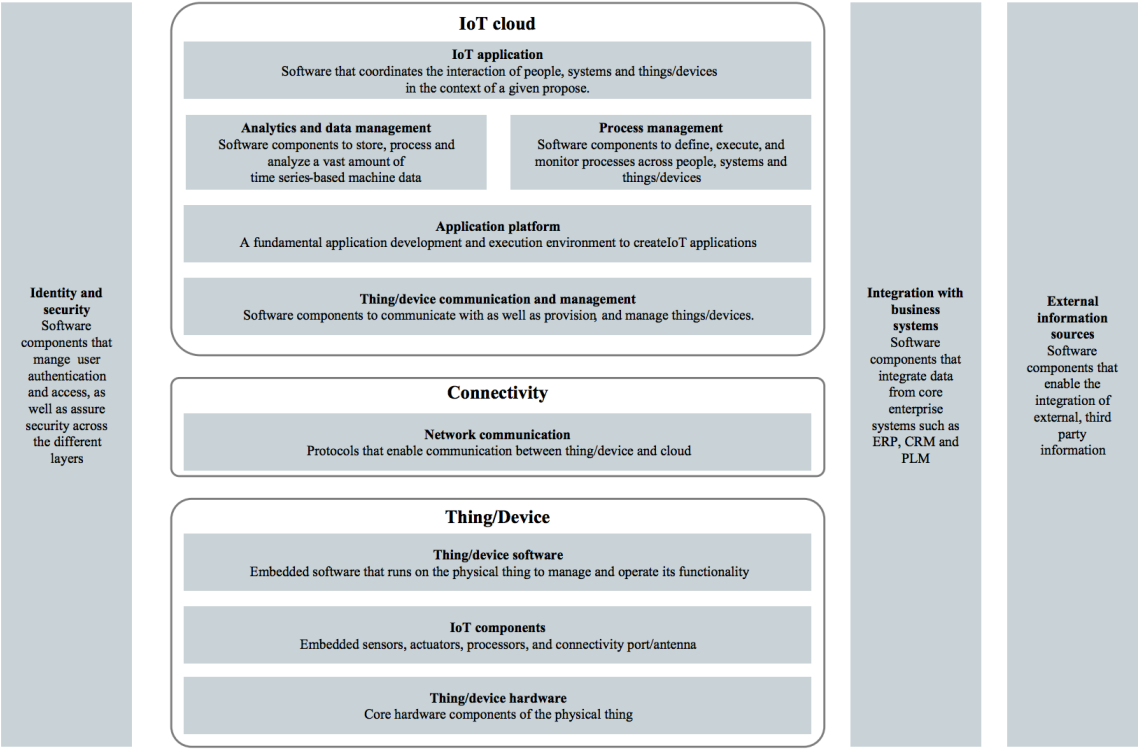 Identity and
security
Software
components that
mange user
authentication
and access, as
well as assure
security across
the different
layers
IoT cloud
IoT application
Software that coordinates the interaction of people, systems and things/devices
in the context of a given propose.
Analytics and data management
Software components to store, process and
analyze a vast amount of
time series-based machine data
Process management
Software components to define, execute, and
monitor processes across people, systems and
things/devices
Application platform
A fundamental application development and execution environment to createIoT applications
Thing/device communication and management
Software components to communicate with as well as provision, and manage things/devices.
Connectivity
Network communication
Protocols that enable communication between thing/device and cloud
Thing/Device
Thing/device software
Embedded software that runs on the physical thing to manage and operate its functionality
IoT components
Embedded sensors, actuators, processors, and connectivity port/antenna
Thing/device hardware
Core hardware components of the physical thing
Integration with
business
systems
Software
components that
integrate data
from core
enterprise
systems such as
ERP, CRM and
PLM
External
information
sources
Software
components that
enable the
integration of
external, third
party
information